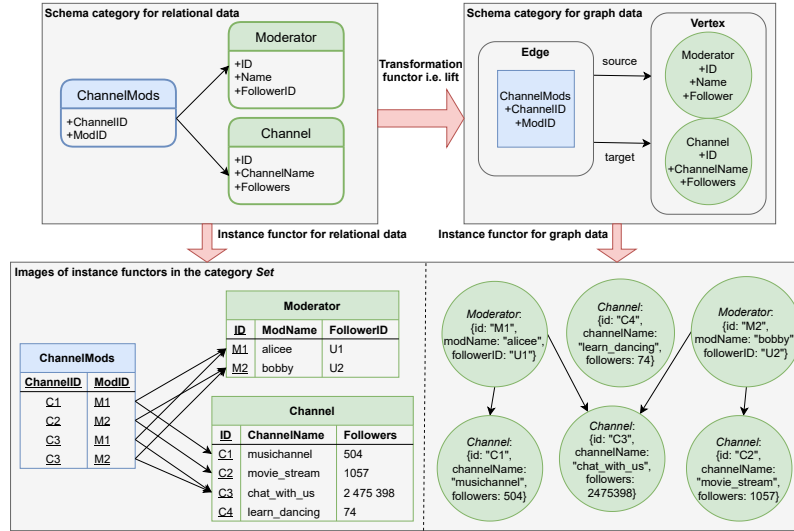 Schema category for relational data
Moderator
+ID
+Name
+FollowerID
ChannelMods
+ChannelID
+ModID
Channel
+ID
+ChannelName
+Followers
Transformation
functor i.e. lift
Schema category for graph data
Edge
ChannelMods
+ChannelID
+ModID
source
target
Vertex
Moderator
+ID
+Name
+Follower
Channel
+ID
+ChannelName
+Followers
Instance functor for relational data
Instance functor for graph data
Images of instance functors in the category Set
ChannelMods
ChannelID ModID
C1 M1
C2 M2
C3 M1
C3 M2
Moderator
ID ModName FollowerID
M1 alicee U1
M2 bobby U2
Channel
ID ChannelName Followers
C1 musichannel 504
C2 movie_stream 1057
C3 chat_with_us 2 475 398
C4 learn_dancing 74
Moderator:
{id: "M1",
modName: "alicee",
followerID: "U1"}
Channel:
{id: "C4",
channelName:
"learn_dancing",
followers: 74}
Moderator:
{id: "M2",
modName: "bobby",
followerID: "U2"}
Channel:
{id: "C1",
channelName:
"musichannel",
followers: 504}
Channel:
{id: "C3",
channelName:
"chat_with_us",
followers:
2475398}
Channel:
{id: "C2",
channelName:
"movie_stream",
followers: 1057}